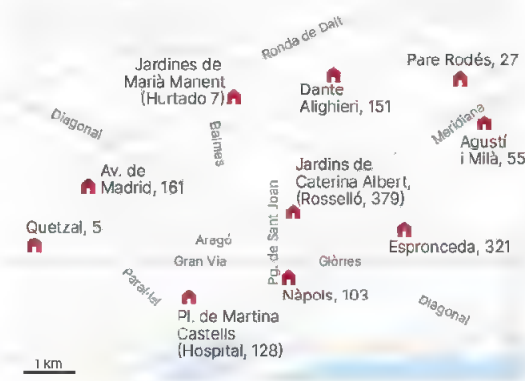 Ronda de Dalt
Jardines de
Marià Manent
(Hurtado 7)
Dante
Alighieri, 151
Pare Rodés, 27
Meridiana
Agustí
i Milà, 55
Diagonal
Balmes
Av. de
Madrid, 161
Jardins de
Caterina Albert,
(Rosselló, 379)
Pg. de Sant Joan
Quetzal, 5
Aragó
Gran Via
Glòries
Espronceda, 321
Paral·lel
Nàpols, 103
Diagonal
Pl. de Martina
Castells
(Hospital, 128)
1 km